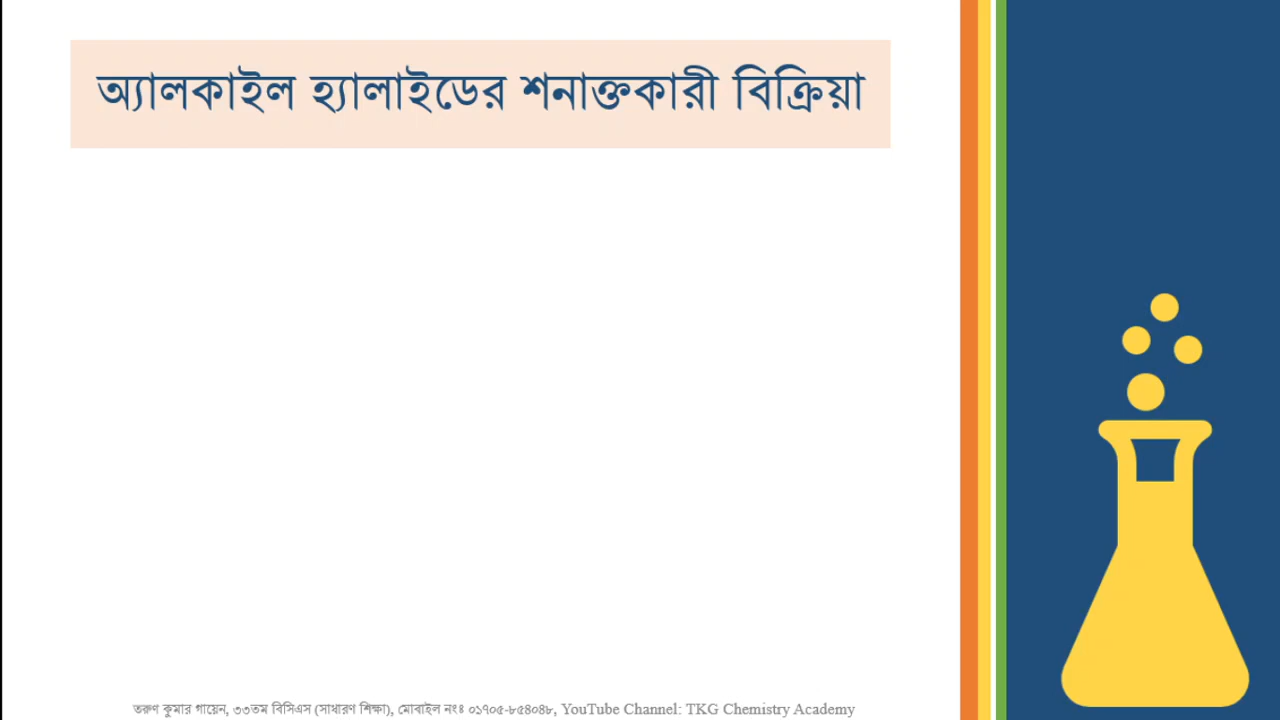 অ্যালকাইল হ্যালাইডের শনাক্তকারী বিক্রিয়া
তরুণ কুমার গায়েন, ৩৩তম বিসিএস (সাধারণ শিক্ষা), মোবাইল নংঃ ০১৭০৫-৮৫৪০৪৮, YouTube Channel: TKG Chemistry Academy